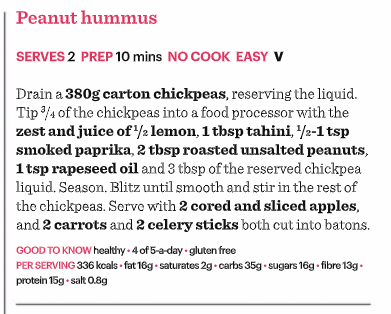 Peanut hummus
SERVES 2 PREP 10 mins NO COOK EASY V
Drain a 380g carton chickpeas, reserving the liquid.
Tip 3/4 of the chickpeas into a food processor with the
zest and juice of 1/2 lemon, 1 tbsp tahini, 1/2-1 tsp
smoked paprika, 2 tbsp roasted unsalted peanuts,
1 tsp rapeseed oil and 3 tbsp of the reserved chickpea
liquid. Season. Blitz until smooth and stir in the rest of
the chickpeas. Serve with 2 cored and sliced apples,
and 2 carrots and 2 celery sticks both cut into batons.
GOOD TO KNOW healthy • 4 of 5-a-day • gluten free
PER SERVING 336 kcals • fat 16g • saturates 2g • carbs 35g • sugars 16g • fibre 13g •
protein 15g • salt 0.8g